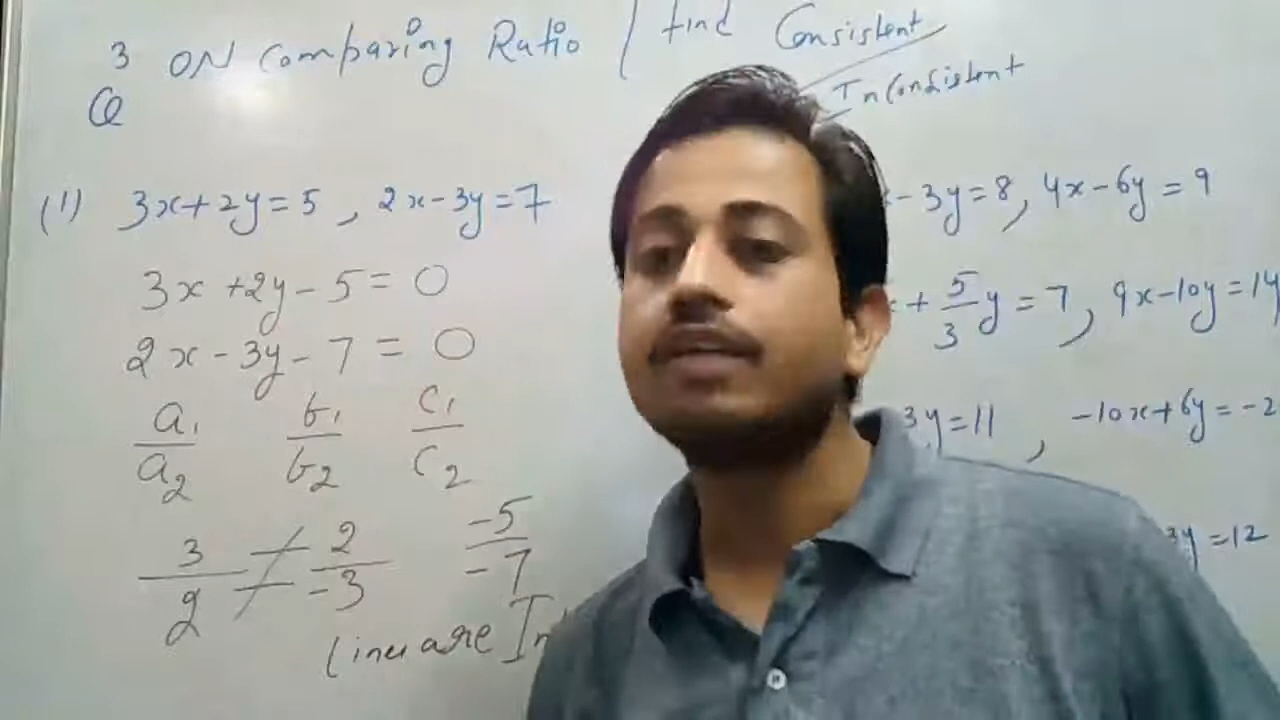 3 ON Comparing Ratio / find Consistent
Q InConsistent
(1) 3x+2y=5 , 2x-3y=7
3x+2y-5=0
2x-3y-7=0
a₁/a₂ b₁/b₂ c₁/c₂
3/2 ≠ 2/-3 -5/-7
Lines are In
-3y=8, 4x-6y=9
+ 5/3 y=7, 9x-10y=14
3y=11 , -10x+6y=-2
3y=12